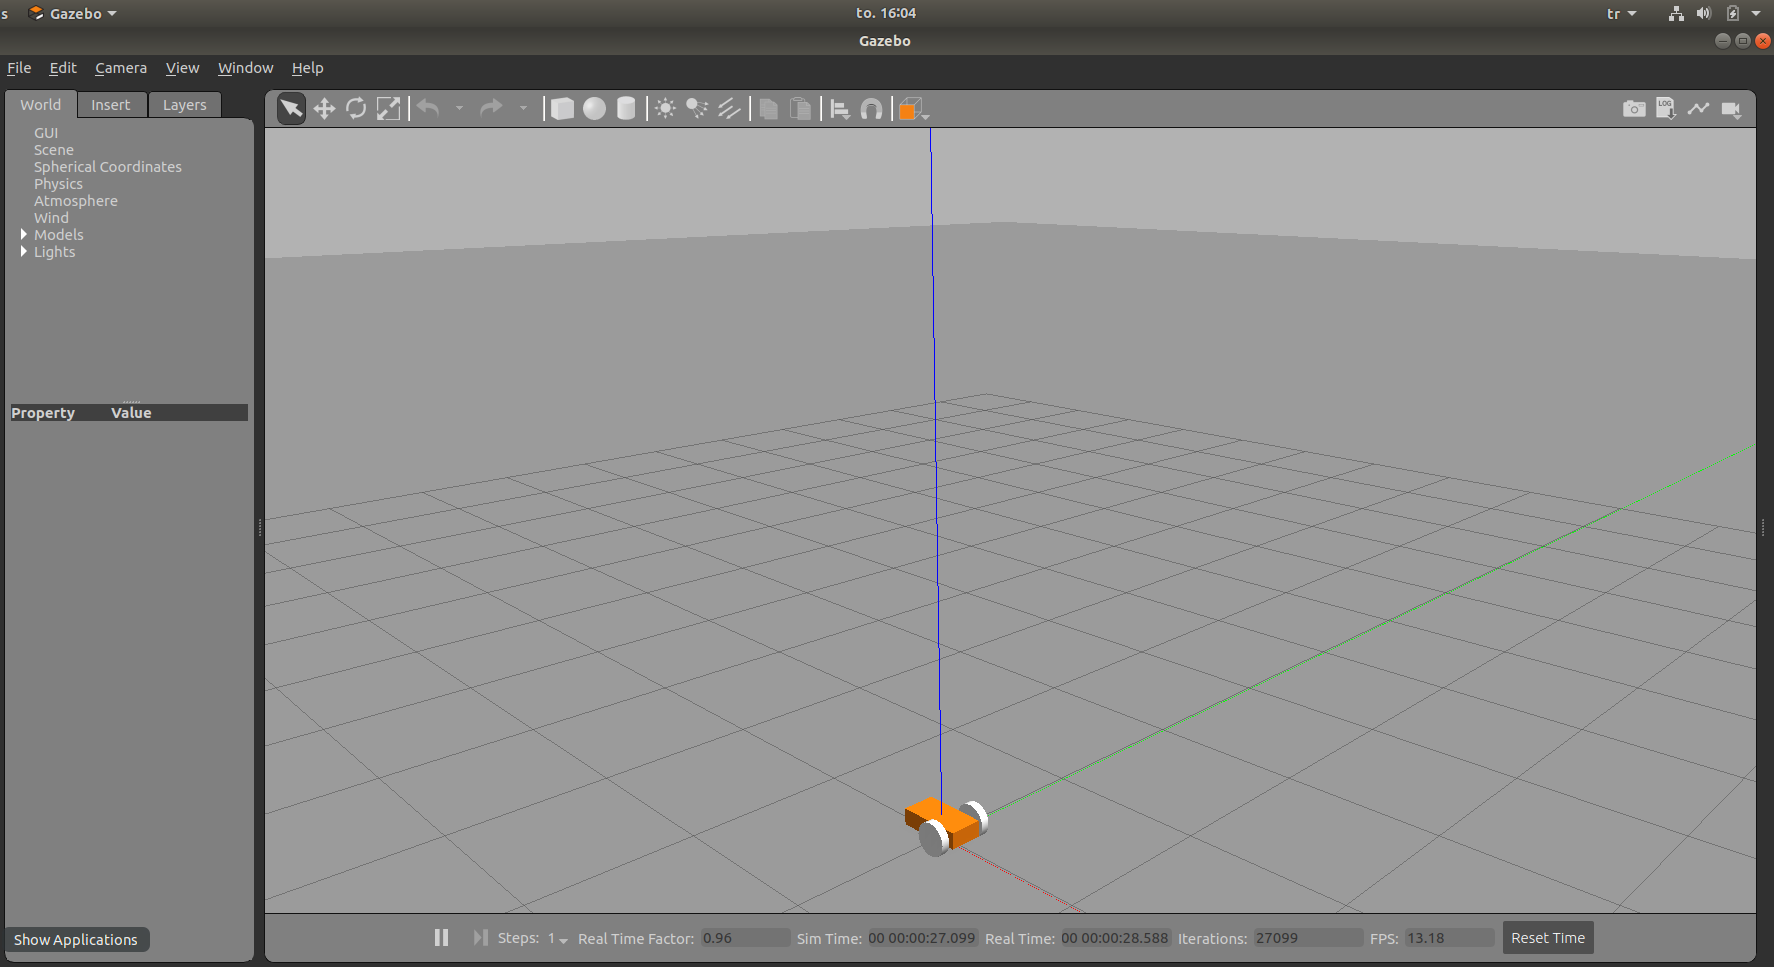 s Gazebo to. 16:04 tr
Gazebo
File Edit Camera View Window Help
World Insert Layers
LOG
GUI
Scene
Spherical Coordinates
Physics
Atmosphere
Wind
Models
Lights
Property Value
Show Applications
Steps: 1 Real Time Factor: 0.96 Sim Time: 00 00:00:27.099 Real Time: 00 00:00:28.588 Iterations: 27099 FPS: 13.18 Reset Time